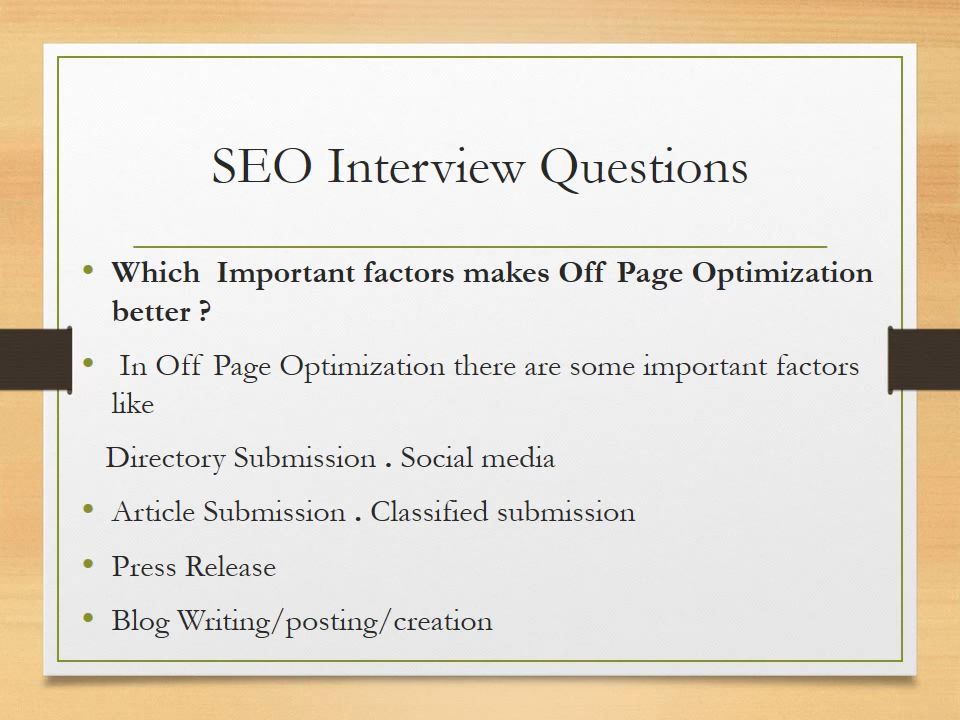 SEO Interview Questions
• Which  Important factors makes Off Page Optimization
better ?
•  In Off Page Optimization there are some important factors
like
Directory Submission . Social media
• Article Submission . Classified submission
• Press Release
• Blog Writing/posting/creation